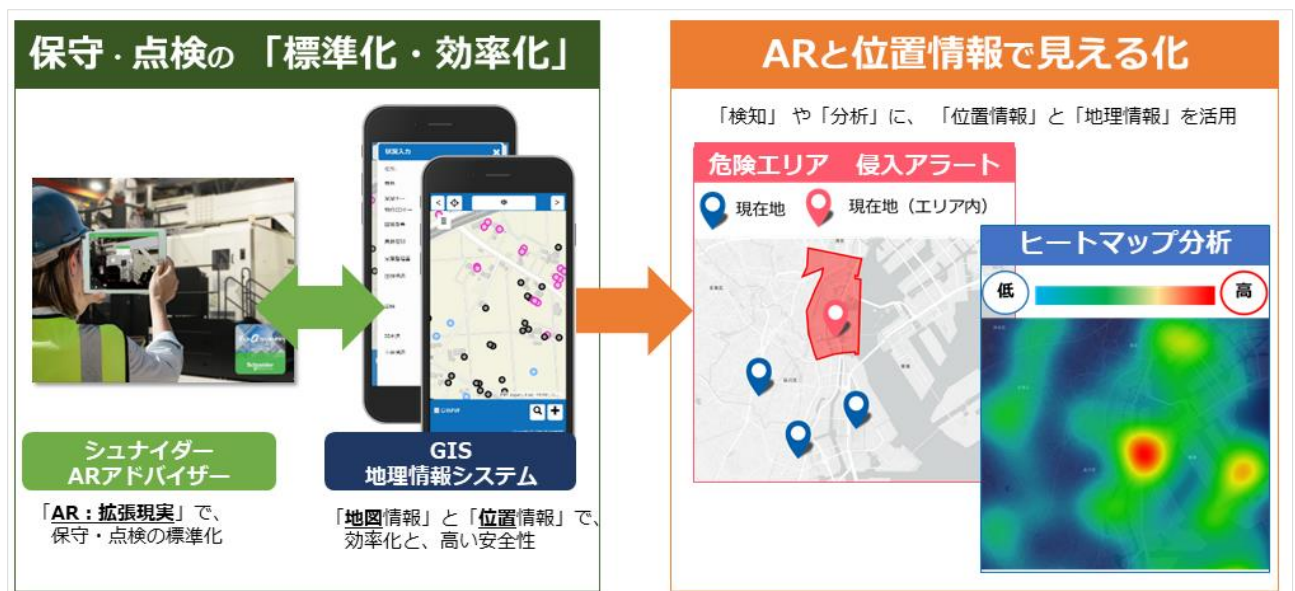 保守・点検の 「標準化・効率化」
シュナイダー
ARアドバイザー
「AR：拡張現実」で、
保守・点検の標準化
GIS
地理情報システム
「地図情報」と「位置情報」で、
効率化と、高い安全性
ARと位置情報で見える化
「検知」 や「分析」に、 「位置情報」と「地理情報」を活用
危険エリア 侵入アラート
現在地
現在地（エリア内）
ヒートマップ分析
低
高